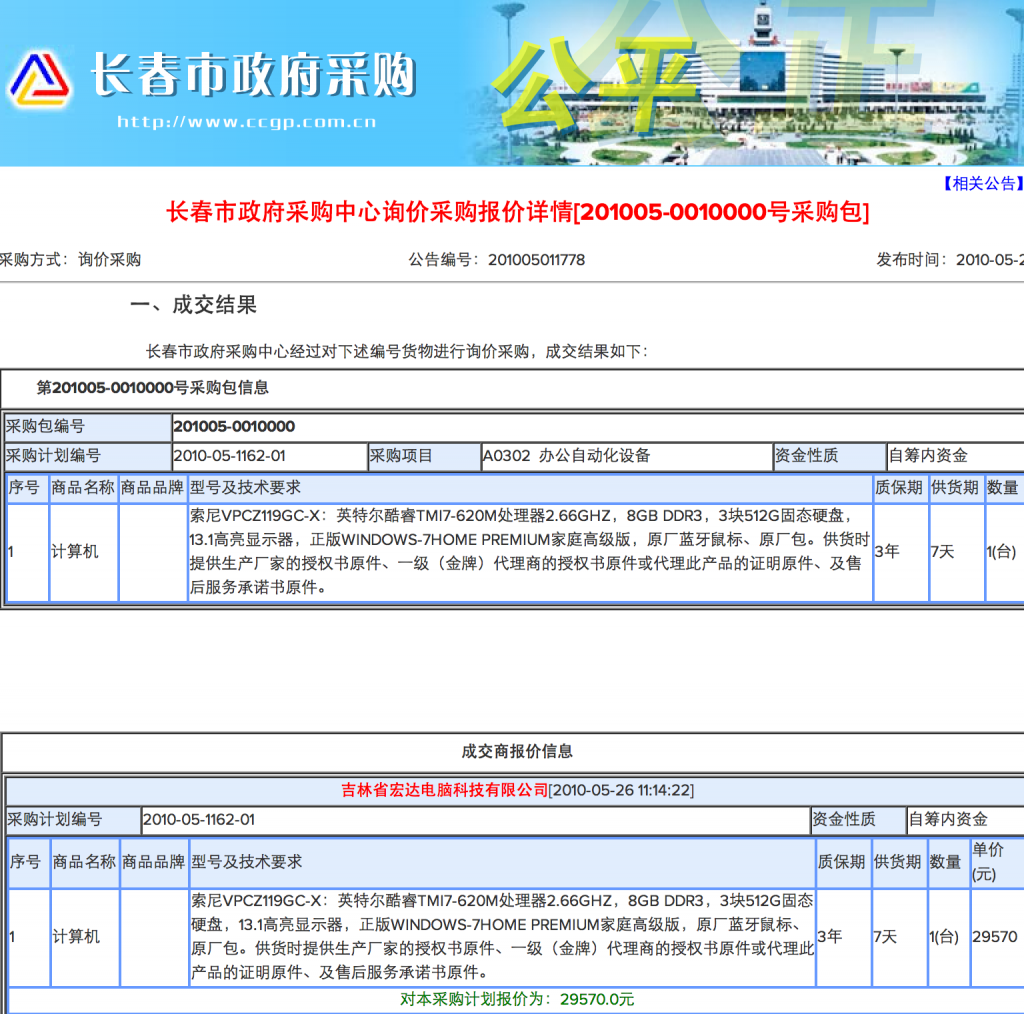 长春市政府采购
http://www.ccgp.com.cn
公平
公正
【相关公告】
长春市政府采购中心询价采购报价详情[201005-0010000号采购包]
采购方式：询价采购 公告编号：201005011778 发布时间：2010-05-2
一、成交结果
长春市政府采购中心经过对下述编号货物进行询价采购，成交结果如下：
第201005-0010000号采购包信息
采购包编号 201005-0010000
采购计划编号 2010-05-1162-01 采购项目 A0302 办公自动化设备 资金性质 自筹内资金
序号 商品名称 商品品牌 型号及技术要求 质保期 供货期 数量
1 计算机 索尼VPCZ119GC-X：英特尔酷睿TMI7-620M处理器2.66GHZ，8GB DDR3，3块512G固态硬盘，
13.1高亮显示器，正版WINDOWS-7HOME PREMIUM家庭高级版，原厂蓝牙鼠标、原厂包。供货时
提供生产厂家的授权书原件、一级（金牌）代理商的授权书原件或代理此产品的证明原件、及售
后服务承诺书原件。 3年 7天 1(台)
成交商报价信息
吉林省宏达电脑科技有限公司[2010-05-26 11:14:22]
采购计划编号 2010-05-1162-01 资金性质 自筹内资金
序号 商品名称 商品品牌 型号及技术要求 质保期 供货期 数量 单价
(元)
1 计算机 索尼VPCZ119GC-X：英特尔酷睿TMI7-620M处理器2.66GHZ，8GB DDR3，3块512G固态
硬盘，13.1高亮显示器，正版WINDOWS-7HOME PREMIUM家庭高级版，原厂蓝牙鼠标、
原厂包。供货时提供生产厂家的授权书原件、一级（金牌）代理商的授权书原件或代理此
产品的证明原件、及售后服务承诺书原件。 3年 7天 1(台) 29570
对本采购计划报价为：29570.0元